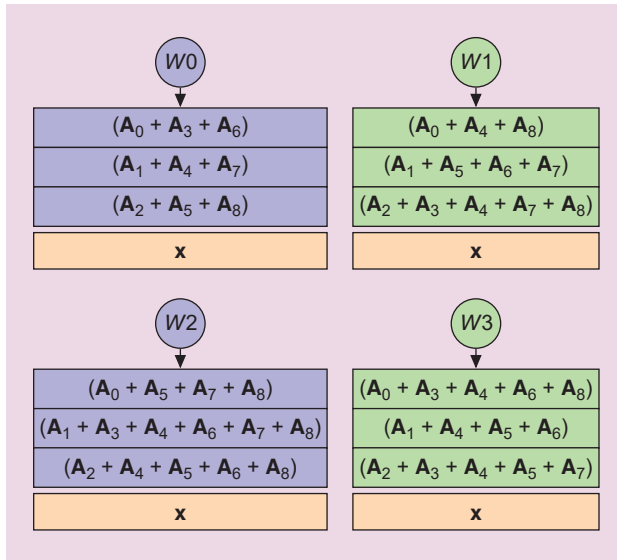 W0
(A₀ + A₃ + A₆)
(A₁ + A₄ + A₇)
(A₂ + A₅ + A₈)
x
W1
(A₀ + A₄ + A₈)
(A₁ + A₅ + A₆ + A₇)
(A₂ + A₃ + A₄ + A₇ + A₈)
x
W2
(A₀ + A₅ + A₇ + A₈)
(A₁ + A₃ + A₄ + A₆ + A₇ + A₈)
(A₂ + A₄ + A₅ + A₆ + A₈)
x
W3
(A₀ + A₃ + A₄ + A₆ + A₈)
(A₁ + A₄ + A₅ + A₆)
(A₂ + A₃ + A₄ + A₅ + A₇)
x